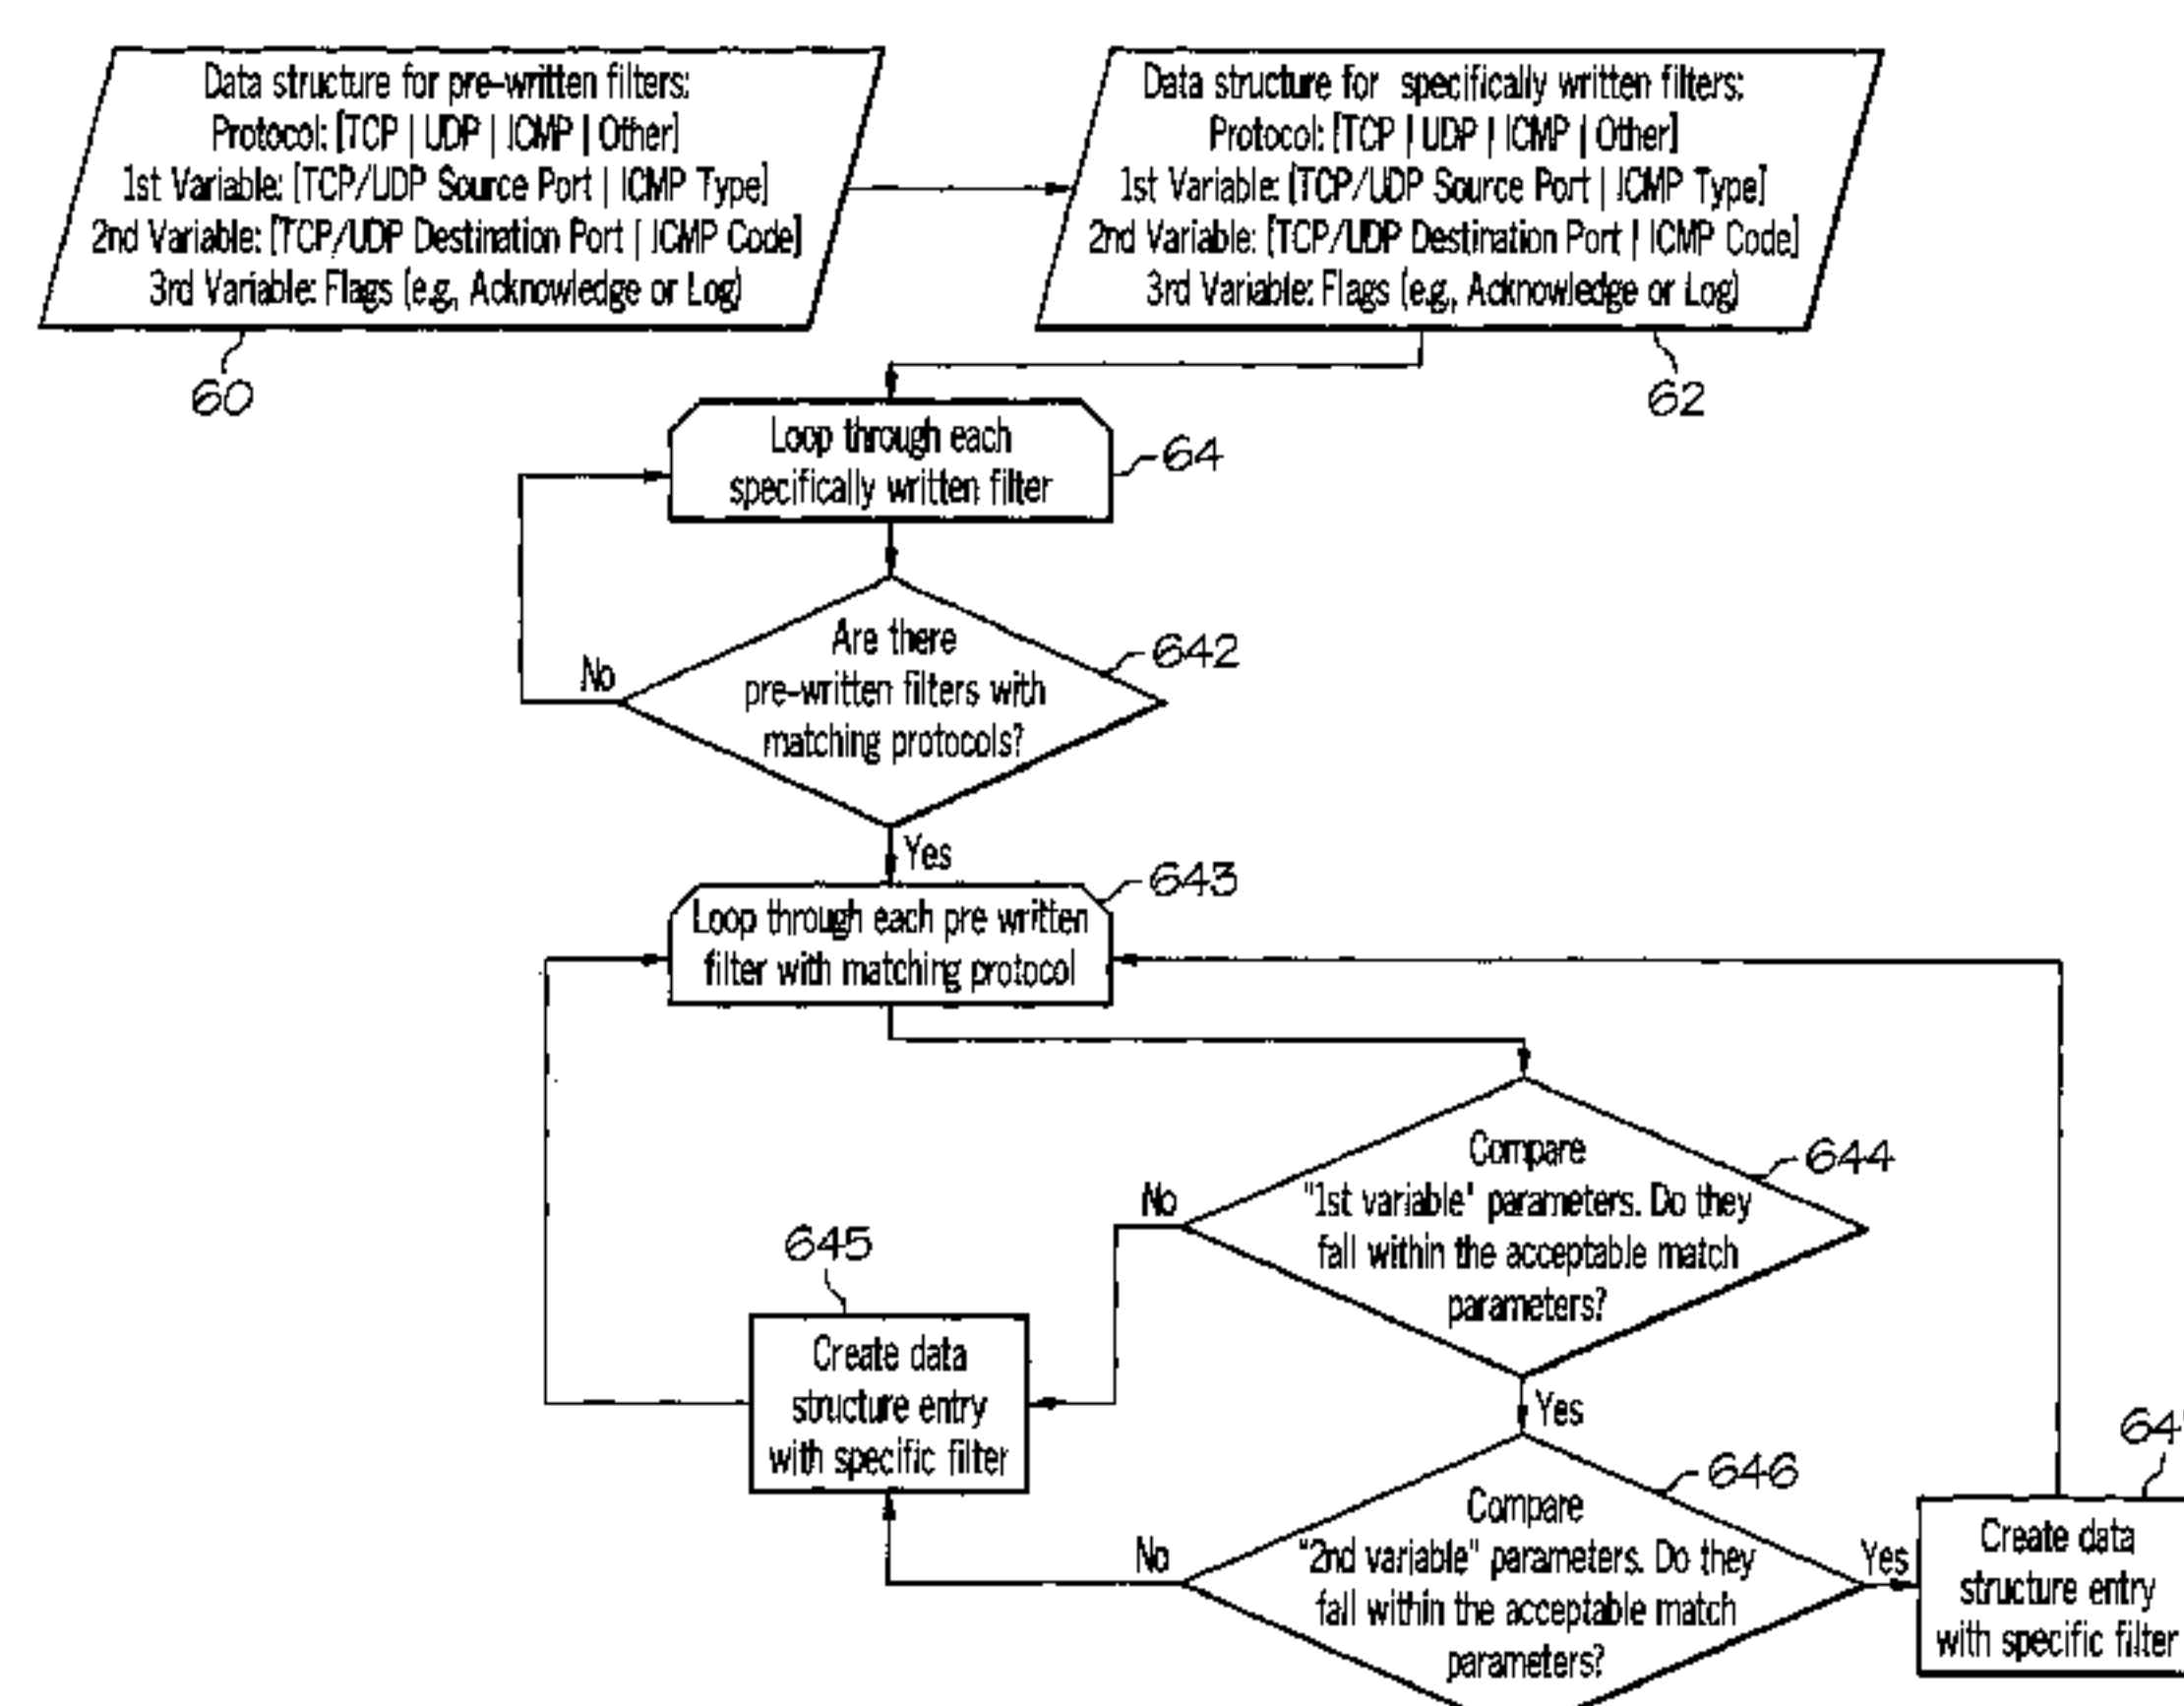 Data structure for pre-written filters:
Protocol: [TCP | UDP | ICMP | Other]
1st Variable: [TCP/UDP Source Port | ICMP Type]
2nd Variable: [TCP/UDP Destination Port | ICMP Code]
3rd Variable: Flags (e.g., Acknowledge or Log)
60
Data structure for specifically written filters:
Protocol: [TCP | UDP | ICMP | Other]
1st Variable: [TCP/UDP Source Port | ICMP Type]
2nd Variable: [TCP/UDP Destination Port | ICMP Code]
3rd Variable: Flags (e.g., Acknowledge or Log)
62
Loop through each
specifically written filter
64
Are there
pre-written filters with
matching protocols?
642
No
Yes
Loop through each pre written
filter with matching protocol
643
Compare
"1st variable" parameters. Do they
fall within the acceptable match
parameters?
644
No
Yes
645
Create data
structure entry
with specific filter
Compare
"2nd variable" parameters. Do they
fall within the acceptable match
parameters?
646
No
Yes
Create data
structure entry
with specific filter